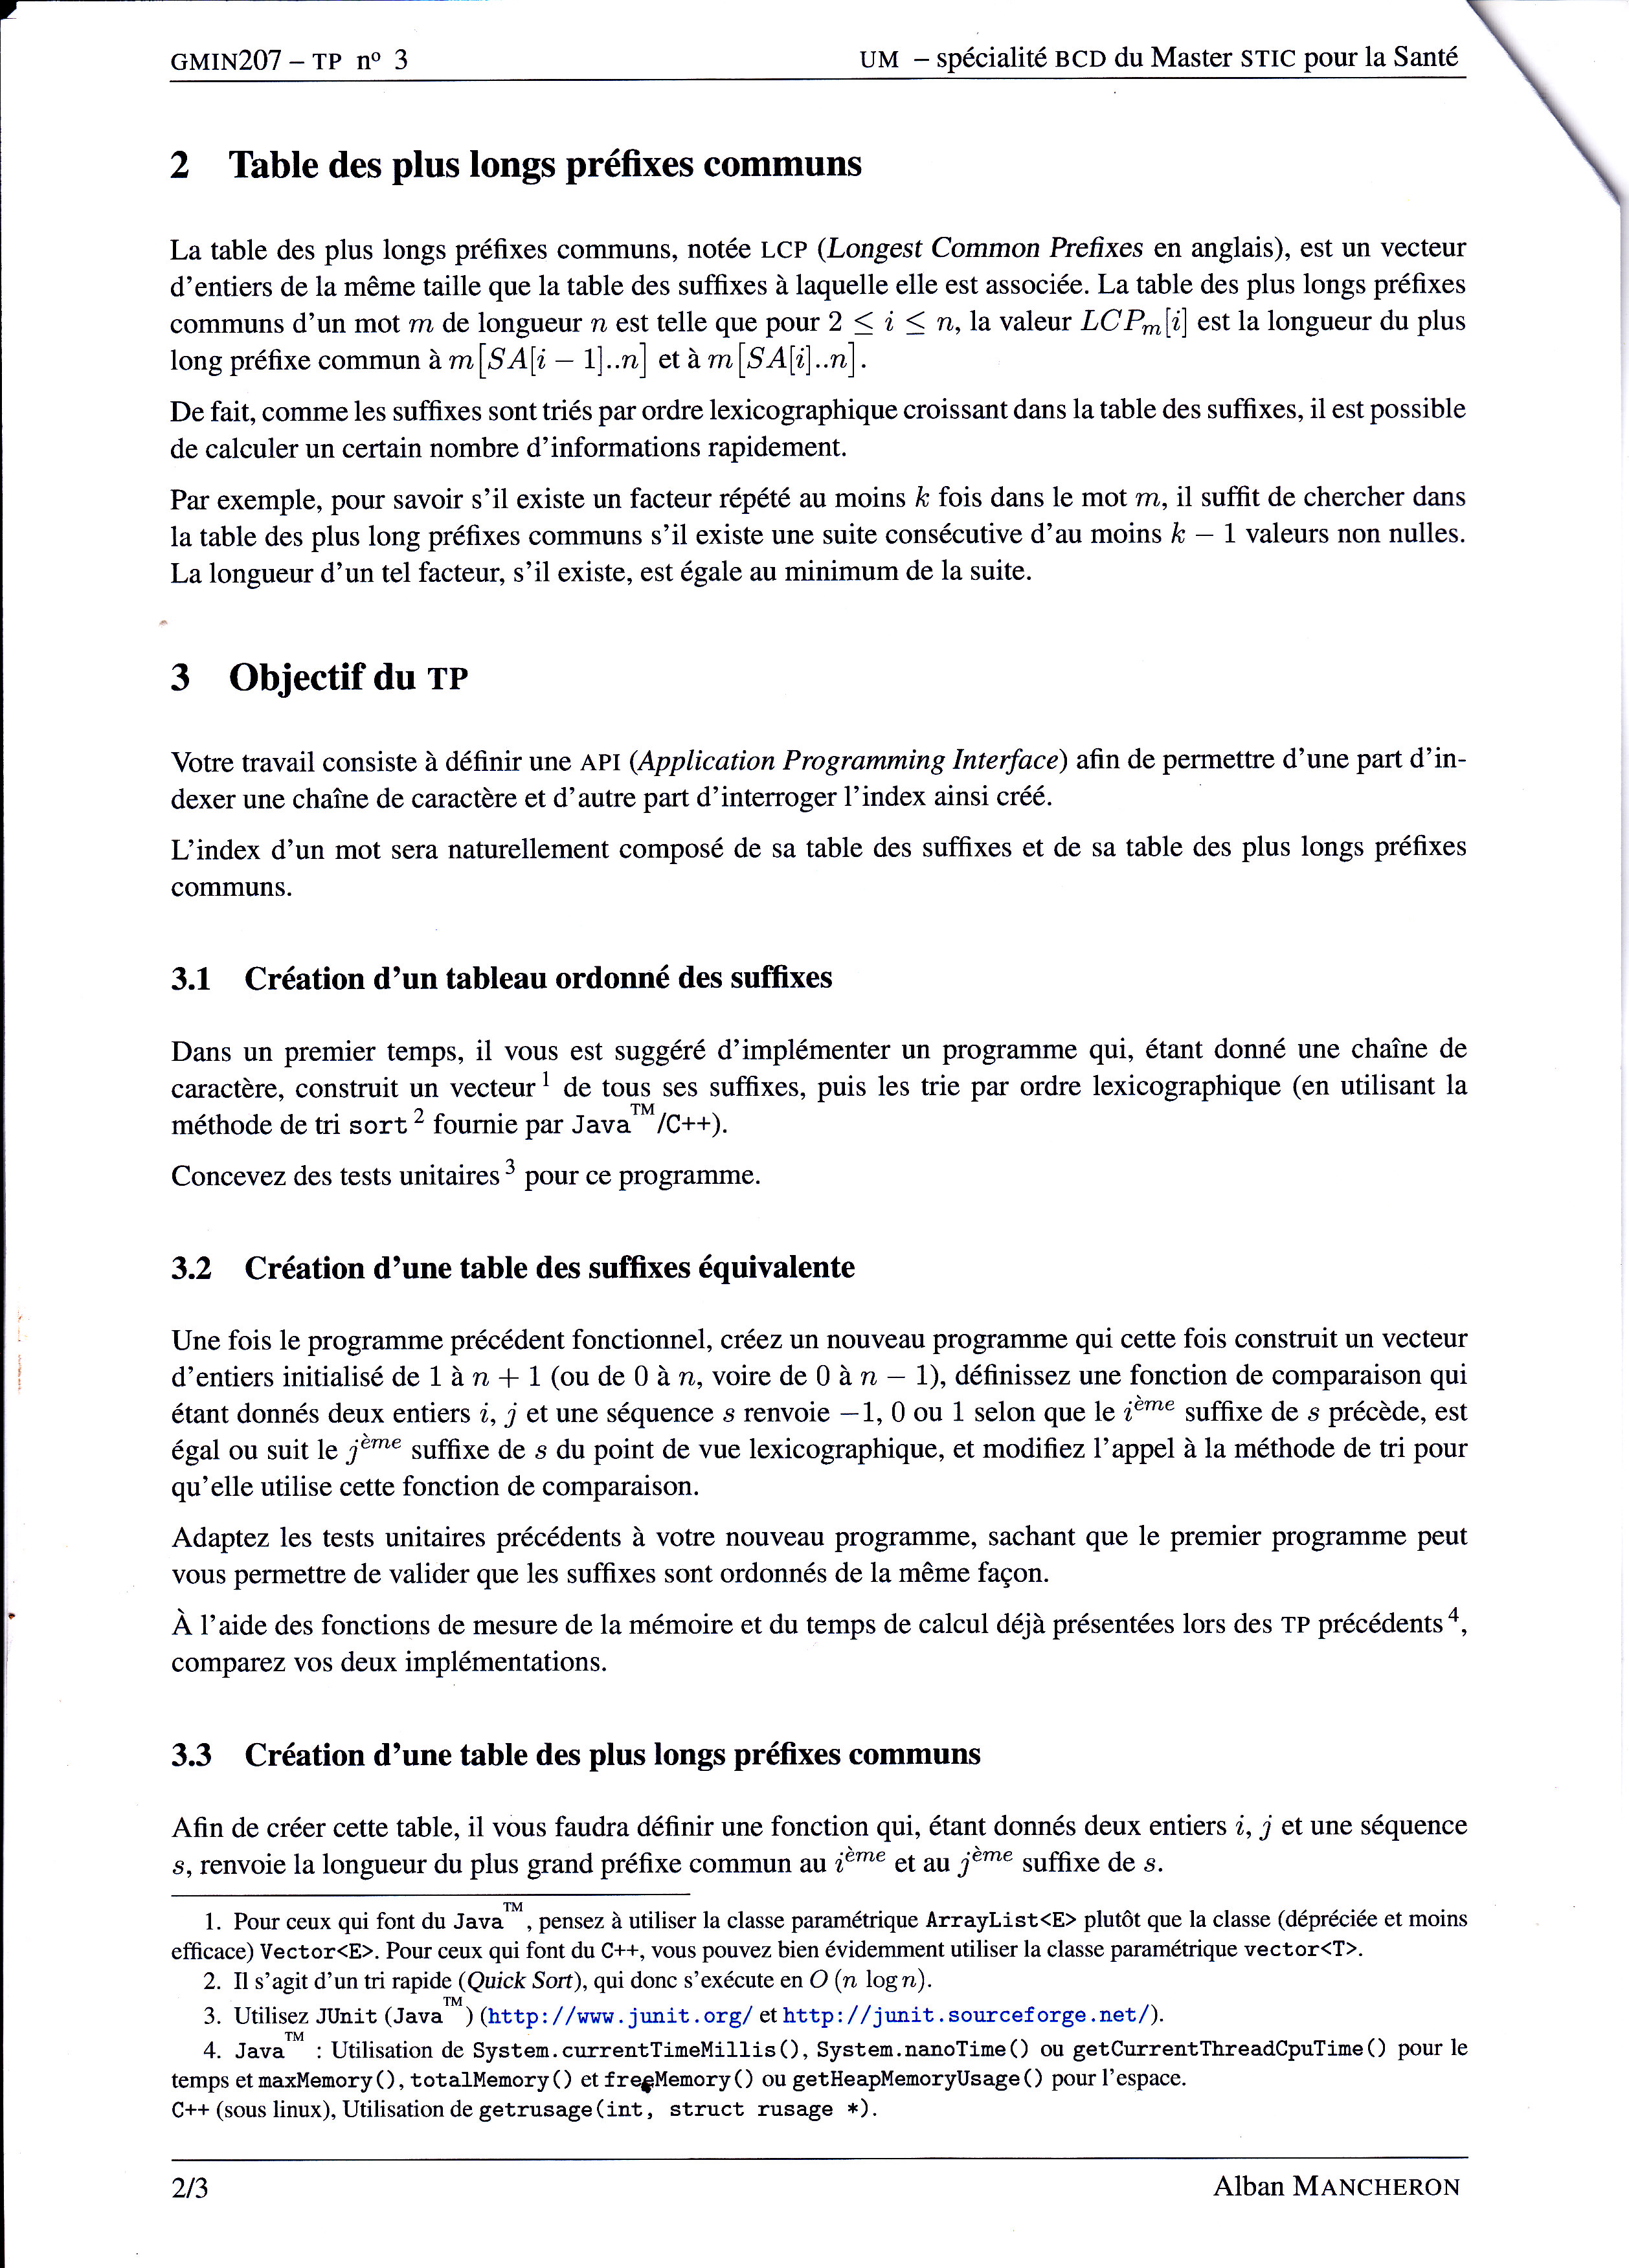 GMIN207 – TP nº 3
UM – spécialité BCD du Master STIC pour la Santé
2 Table des plus longs préfixes communs
La table des plus longs préfixes communs, notée LCP (Longest Common Prefixes en anglais), est un vecteur
d'entiers de la même taille que la table des suffixes à laquelle elle est associée. La table des plus longs préfixes
communs d'un mot m de longueur n est telle que pour 2 ≤ i ≤ n, la valeur LCPₘ[i] est la longueur du plus
long préfixe commun à m[SA[i − 1]..n] et à m[SA[i]..n].
De fait, comme les suffixes sont triés par ordre lexicographique croissant dans la table des suffixes, il est possible
de calculer un certain nombre d'informations rapidement.
Par exemple, pour savoir s'il existe un facteur répété au moins k fois dans le mot m, il suffit de chercher dans
la table des plus long préfixes communs s'il existe une suite consécutive d'au moins k − 1 valeurs non nulles.
La longueur d'un tel facteur, s'il existe, est égale au minimum de la suite.
3 Objectif du TP
Votre travail consiste à définir une API (Application Programming Interface) afin de permettre d'une part d'in-
dexer une chaîne de caractère et d'autre part d'interroger l'index ainsi créé.
L'index d'un mot sera naturellement composé de sa table des suffixes et de sa table des plus longs préfixes
communs.
3.1 Création d'un tableau ordonné des suffixes
Dans un premier temps, il vous est suggéré d'implémenter un programme qui, étant donné une chaîne de
caractère, construit un vecteur ¹ de tous ses suffixes, puis les trie par ordre lexicographique (en utilisant la
méthode de tri sort ² fournie par Java™/C++).
Concevez des tests unitaires ³ pour ce programme.
3.2 Création d'une table des suffixes équivalente
Une fois le programme précédent fonctionnel, créez un nouveau programme qui cette fois construit un vecteur
d'entiers initialisé de 1 à n + 1 (ou de 0 à n, voire de 0 à n − 1), définissez une fonction de comparaison qui
étant donnés deux entiers i, j et une séquence s renvoie −1, 0 ou 1 selon que le iᵉᵐᵉ suffixe de s précède, est
égal ou suit le jᵉᵐᵉ suffixe de s du point de vue lexicographique, et modifiez l'appel à la méthode de tri pour
qu'elle utilise cette fonction de comparaison.
Adaptez les tests unitaires précédents à votre nouveau programme, sachant que le premier programme peut
vous permettre de valider que les suffixes sont ordonnés de la même façon.
À l'aide des fonctions de mesure de la mémoire et du temps de calcul déjà présentées lors des TP précédents ⁴,
comparez vos deux implémentations.
3.3 Création d'une table des plus longs préfixes communs
Afin de créer cette table, il vous faudra définir une fonction qui, étant donnés deux entiers i, j et une séquence
s, renvoie la longueur du plus grand préfixe commun au iᵉᵐᵉ et au jᵉᵐᵉ suffixe de s.
1. Pour ceux qui font du Java™, pensez à utiliser la classe paramétrique ArrayList<E> plutôt que la classe (dépréciée et moins
efficace) Vector<E>. Pour ceux qui font du C++, vous pouvez bien évidemment utiliser la classe paramétrique vector<T>.
2. Il s'agit d'un tri rapide (Quick Sort), qui donc s'exécute en O (n log n).
3. Utilisez JUnit (Java™) (http://www.junit.org/ et http://junit.sourceforge.net/).
4. Java™ : Utilisation de System.currentTimeMillis(), System.nanoTime() ou getCurrentThreadCpuTime() pour le
temps et maxMemory(), totalMemory() et freeMemory() ou getHeapMemoryUsage() pour l'espace.
C++ (sous linux), Utilisation de getrusage(int, struct rusage *).
2/3
Alban MANCHERON